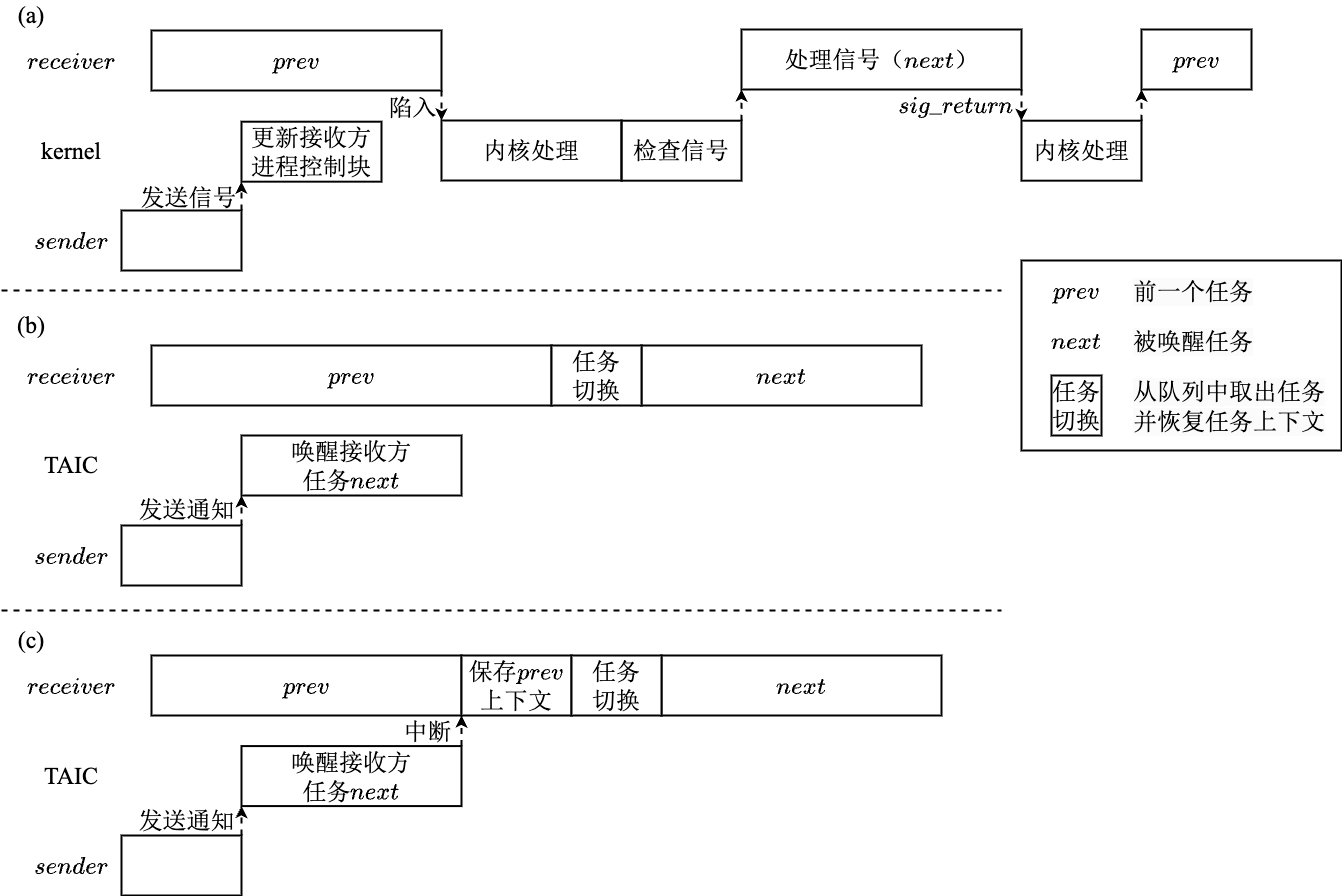 (a)
receiver
prev
处理信号（next）
prev
陷入
sig_return
kernel
更新接收方
进程控制块
内核处理
检查信号
内核处理
发送信号
sender
prev 前一个任务
next 被唤醒任务
任务
切换
从队列中取出任务
并恢复任务上下文
(b)
receiver
prev
任务
切换
next
TAIC
唤醒接收方
任务next
发送通知
sender
(c)
receiver
prev
保存prev
上下文
任务
切换
next
中断
TAIC
唤醒接收方
任务next
发送通知
sender